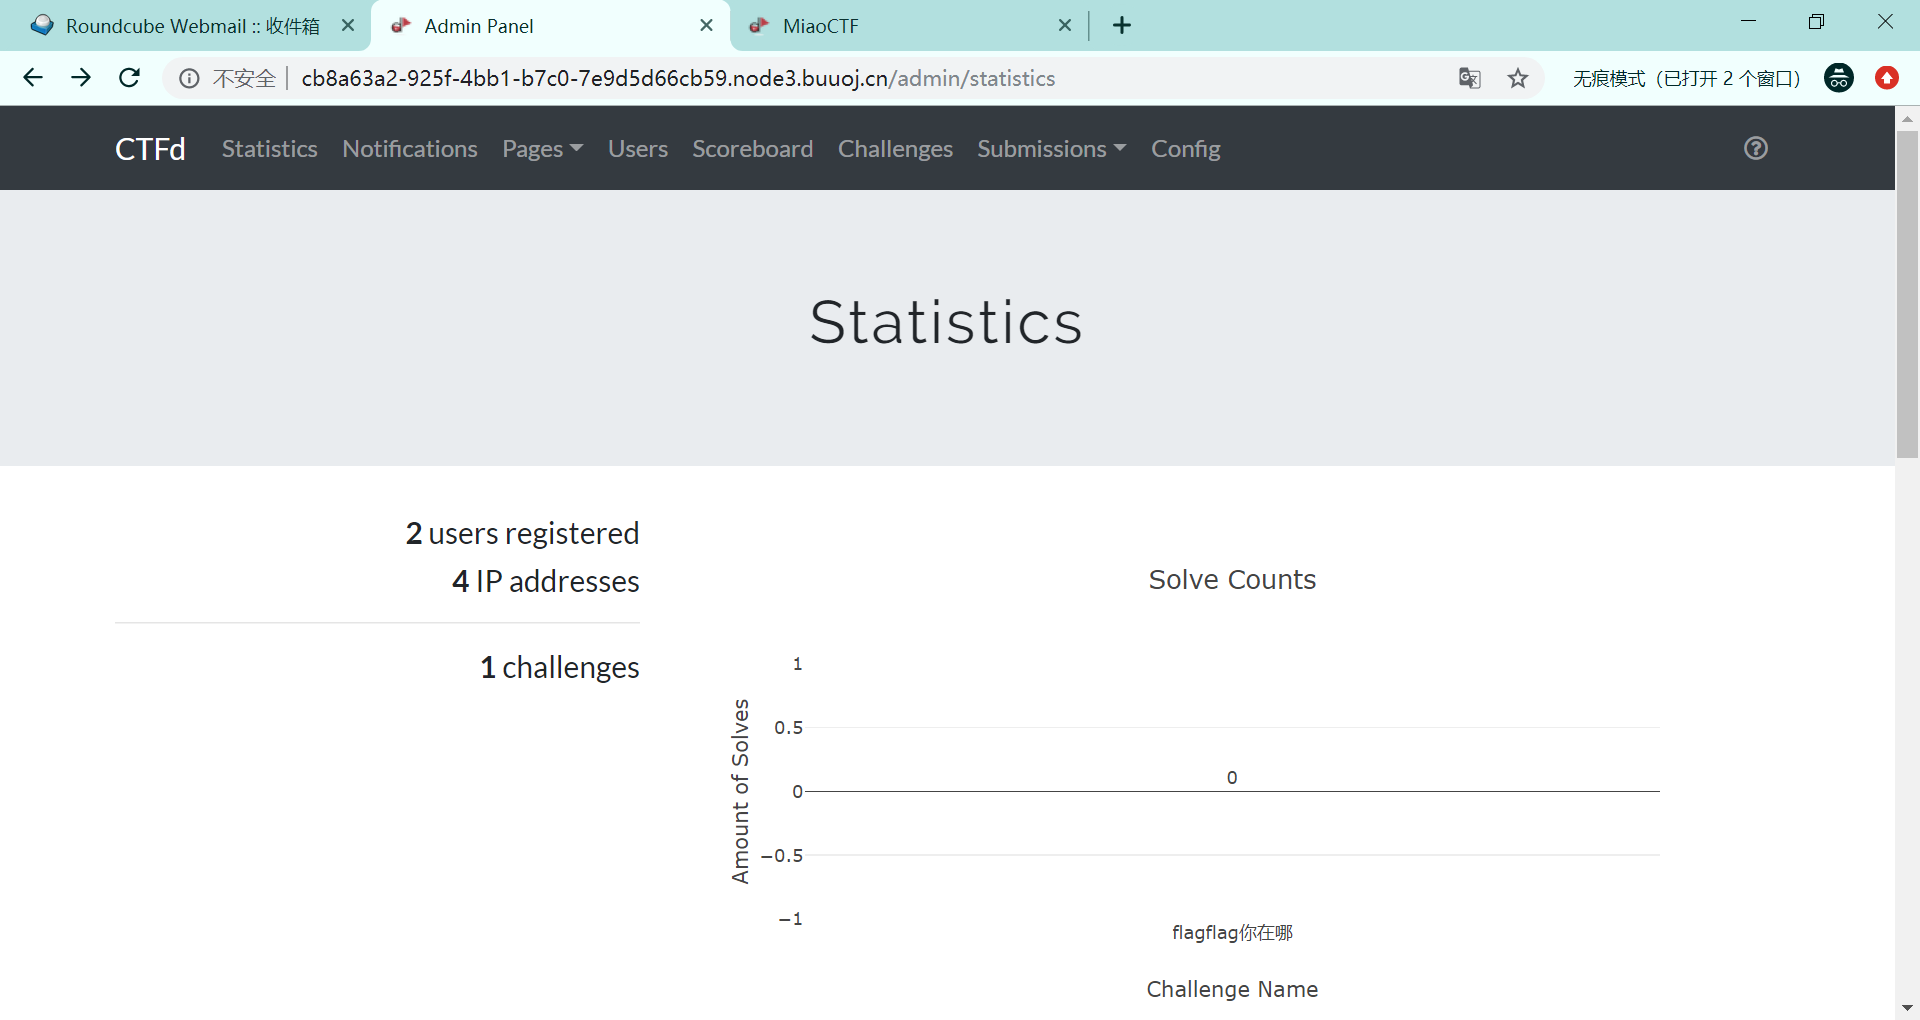 Roundcube Webmail :: 收件箱
Admin Panel
MiaoCTF
不安全
cb8a63a2-925f-4bb1-b7c0-7e9d5d66cb59.node3.buuoj.cn/admin/statistics
无痕模式（已打开 2 个窗口）
CTFd Statistics Notifications Pages Users Scoreboard Challenges Submissions Config
Statistics
2 users registered
4 IP addresses
1 challenges
Solve Counts
Amount of Solves
1
0.5
0
−0.5
−1
0
flagflag你在哪
Challenge Name